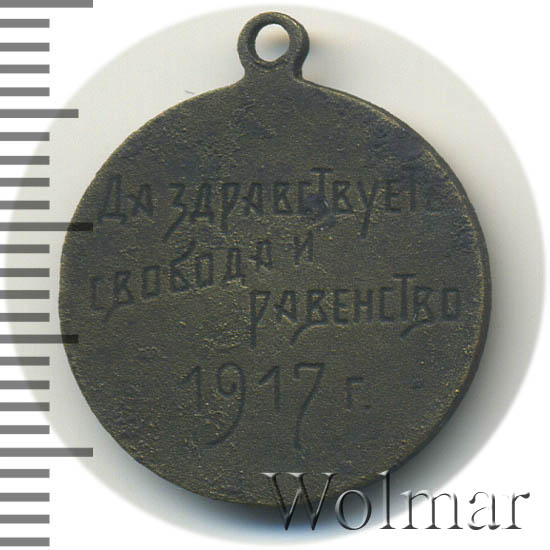 ДА ЗДРАВСТВУЕТЪ
СВОБОДА И
РАВЕНСТВО
1917 г.
Wolmar